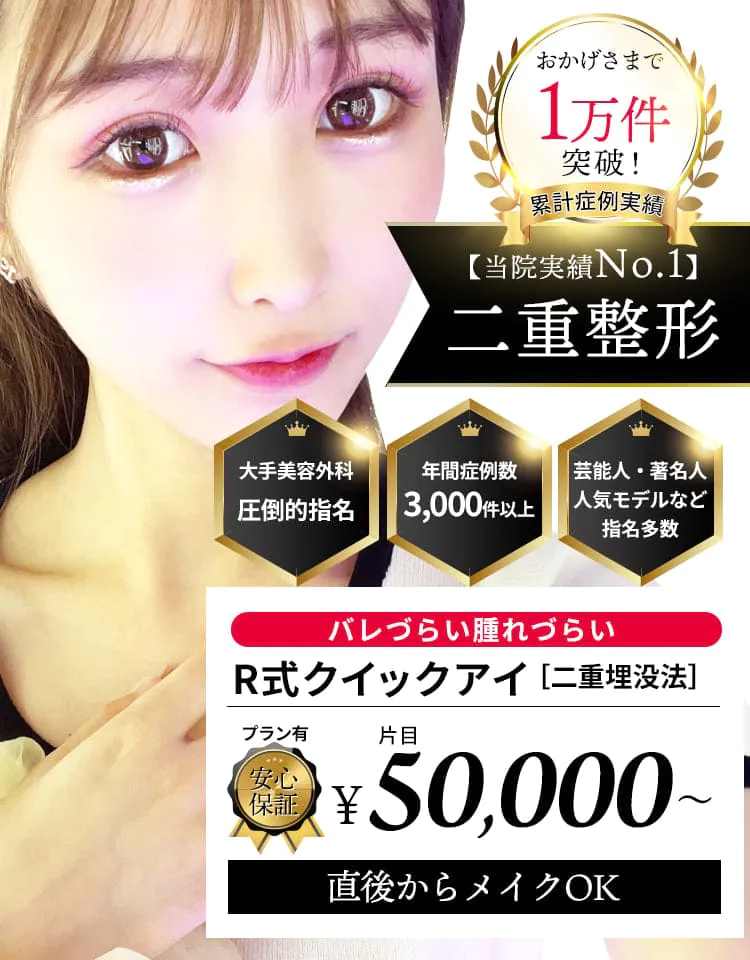 おかげさまで
1万件
突破！
累計症例実績
【当院実績No.1】
二重整形
大手美容外科
圧倒的指名
年間症例数
3,000件以上
芸能人・著名人
人気モデルなど
指名多数
バレづらい腫れづらい
R式クイックアイ［二重埋没法］
プラン有
安心
保証
片目
¥50,000~
直後からメイクOK